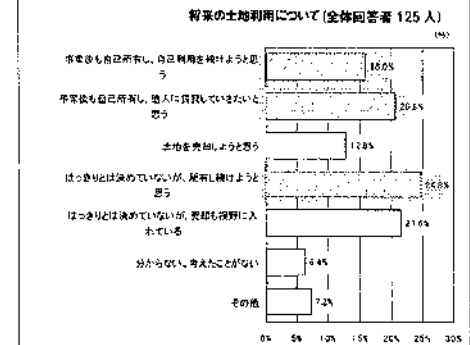 将来の土地利用について(全体回答者 125 人)
(%)
将来後も自己所有し、自己利用を続けようと思
う
16.0%
将来後も自己所有し、他人に賃貸していきたいと
思う
20.8%
土地を売却しようと思う
12.8%
はっきりとは決めていないが、所有し続けようと
思う
24.8%
はっきりとは決めていないが、売却も視野に入
れている
21.6%
分からない、考えたことがない
6.4%
その他
7.2%
0% 5% 10% 15% 20% 25% 30%